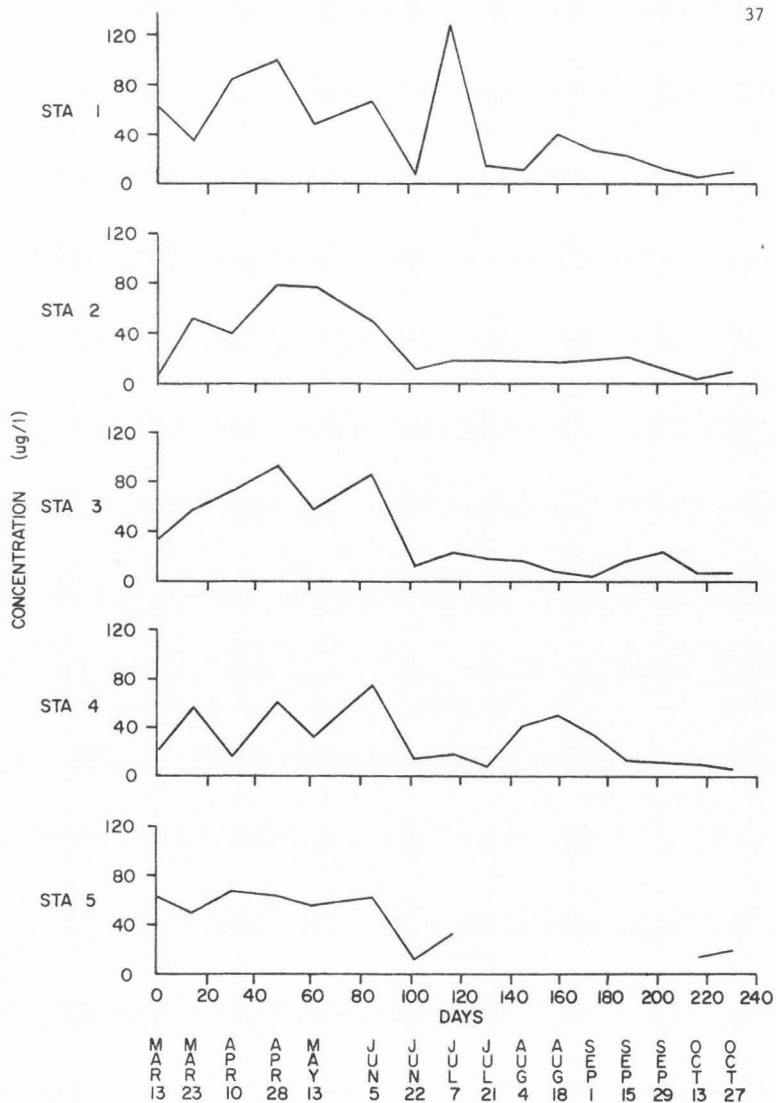 37
120
80
STA 1
40
0
120
80
STA 2
40
0
CONCENTRATION (ug/l)
120
80
STA 3
40
0
120
80
STA 4
40
0
120
80
STA 5
40
0
0 20 40 60 80 100 120 140 160 180 200 220 240
DAYS
MAR 13
MAR 23
APR 10
APR 28
MAY 13
JUN 5
JUN 22
JUL 7
JUL 21
AUG 4
AUG 18
SEP 1
SEP 15
SEP 29
OCT 13
OCT 27